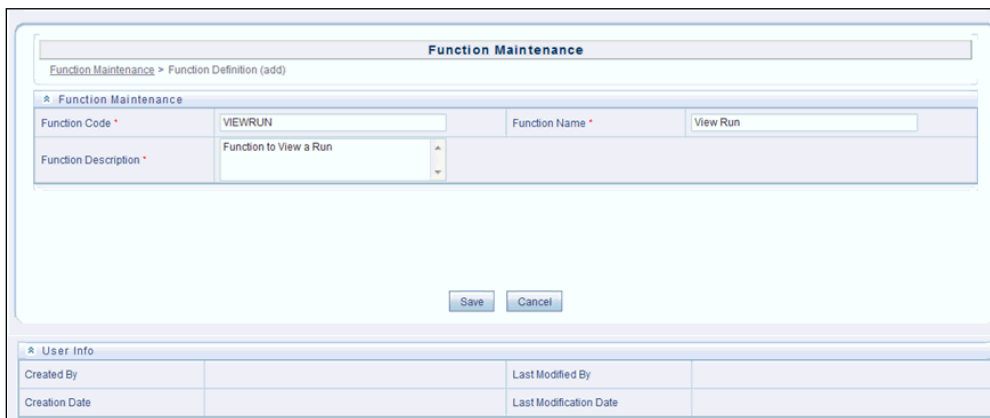 Function Maintenance
Function Maintenance > Function Definition (add)
Function Maintenance
Function Code * VIEWRUN Function Name * View Run
Function Description * Function to View a Run
Save Cancel
User Info
Created By Last Modified By
Creation Date Last Modification Date